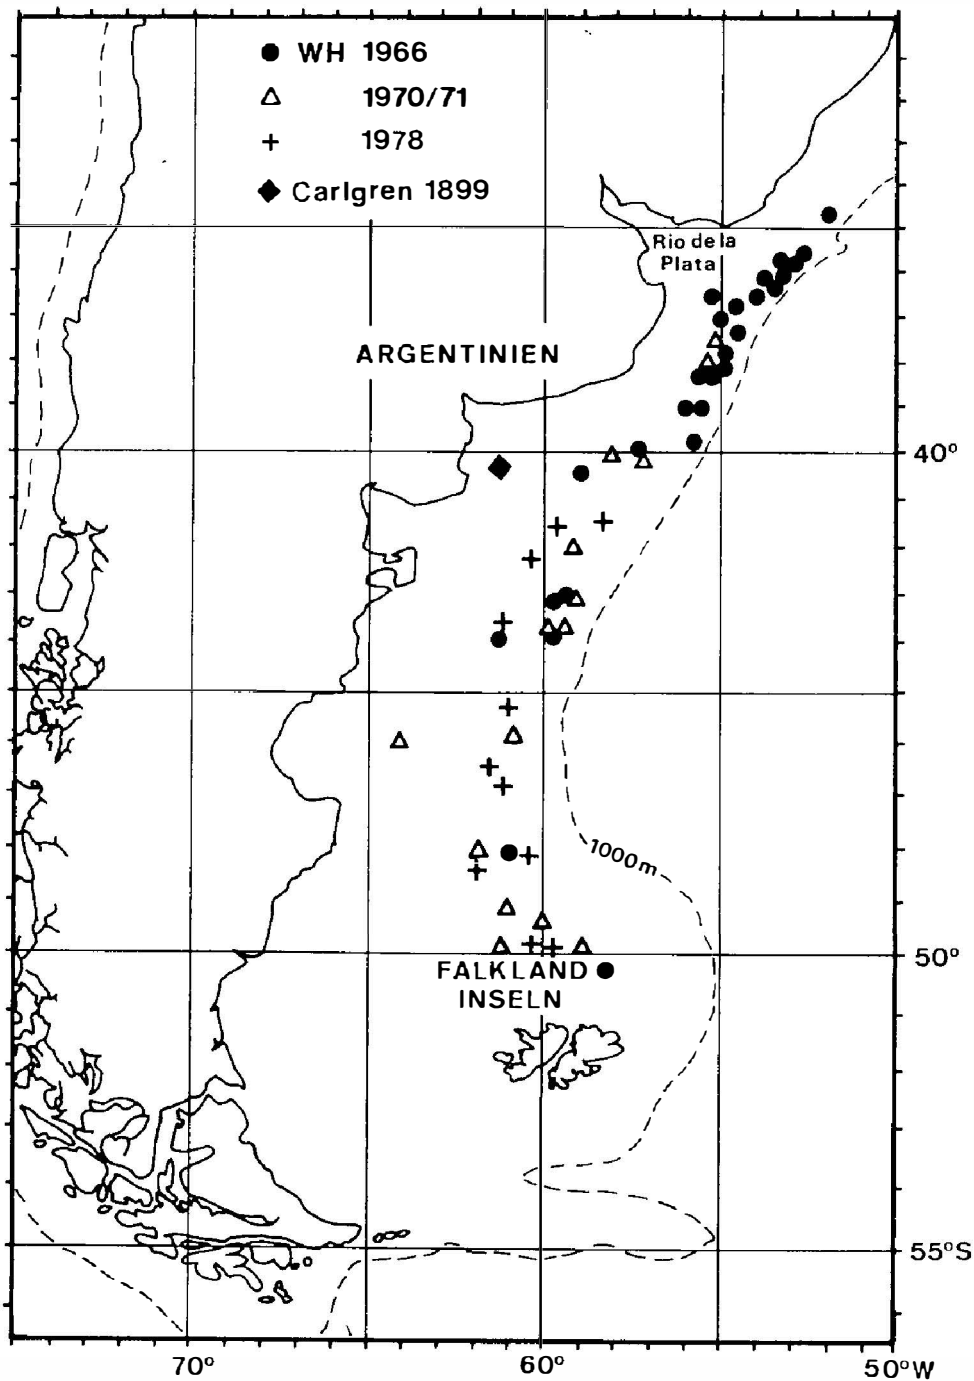 WH 1966
1970/71
1978
Carlgren 1899
Rio de la
Plata
ARGENTINIEN
40°
1000m
50°
FALKLAND
INSELN
55°S
70°
60°
50°W